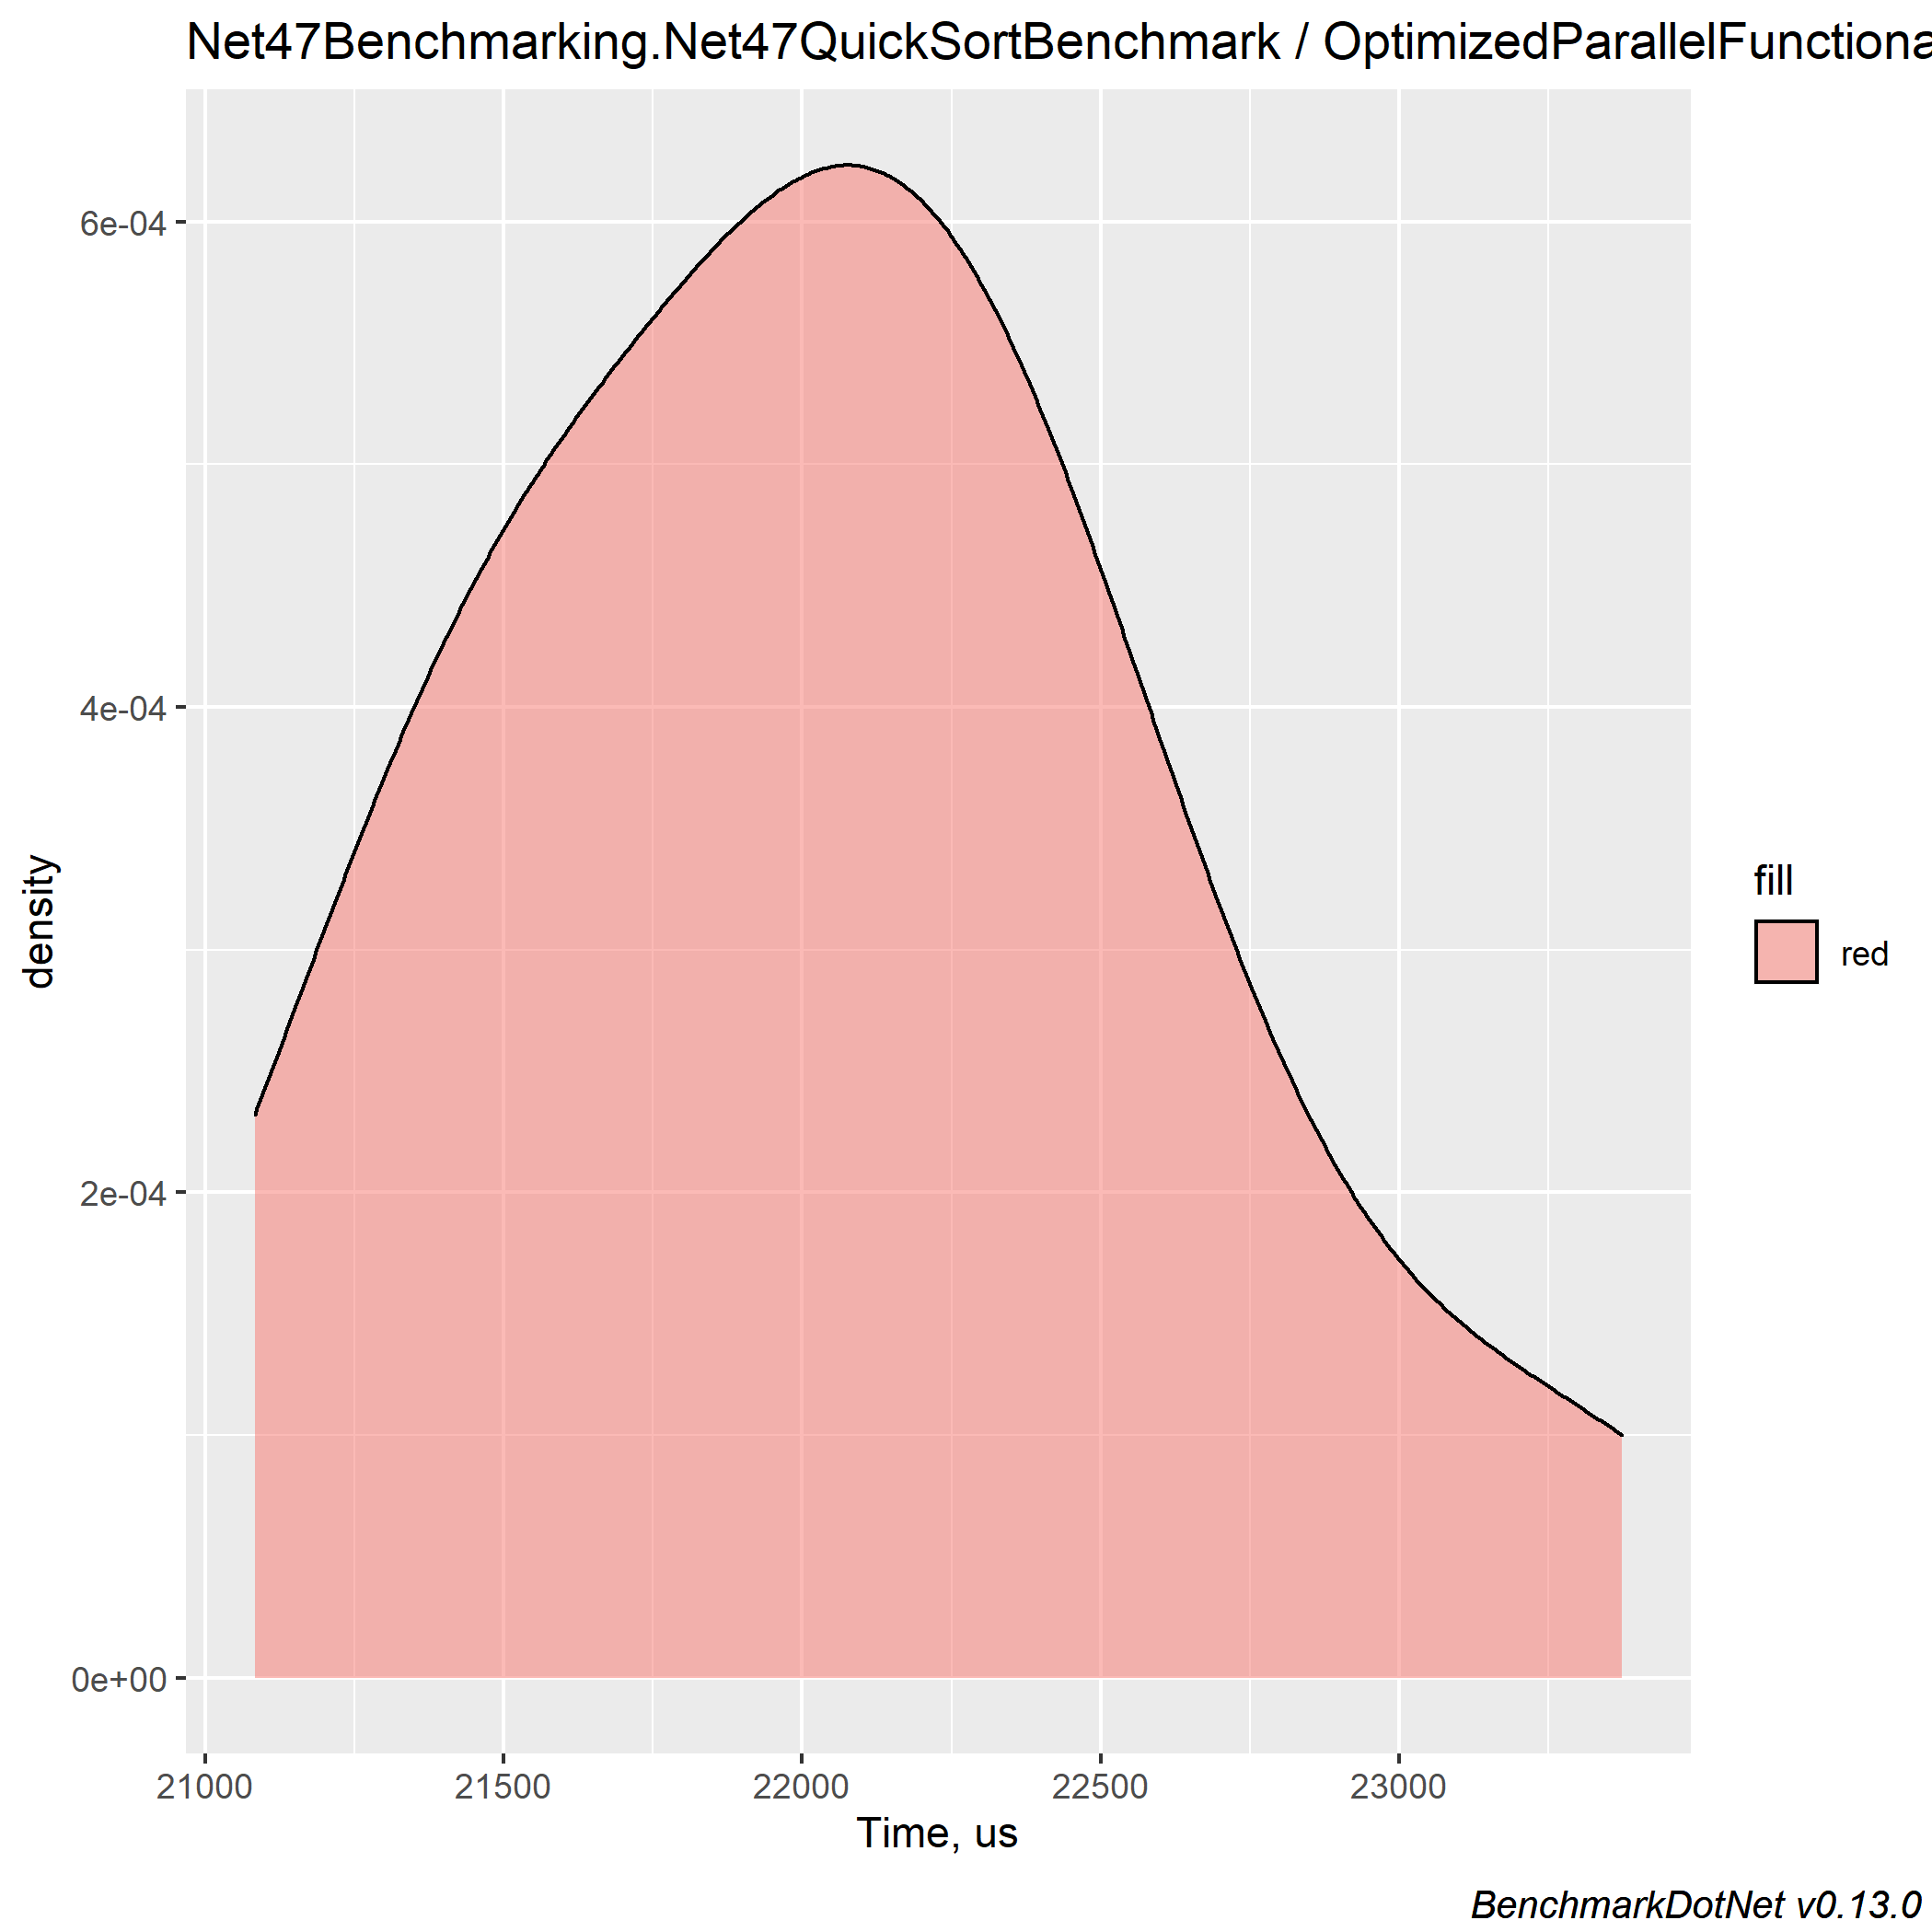 Net47Benchmarking.Net47QuickSortBenchmark / OptimizedParallelFunctiona
6e-04
4e-04
2e-04
0e+00
density
21000 21500 22000 22500 23000
Time, us
fill
red
BenchmarkDotNet v0.13.0